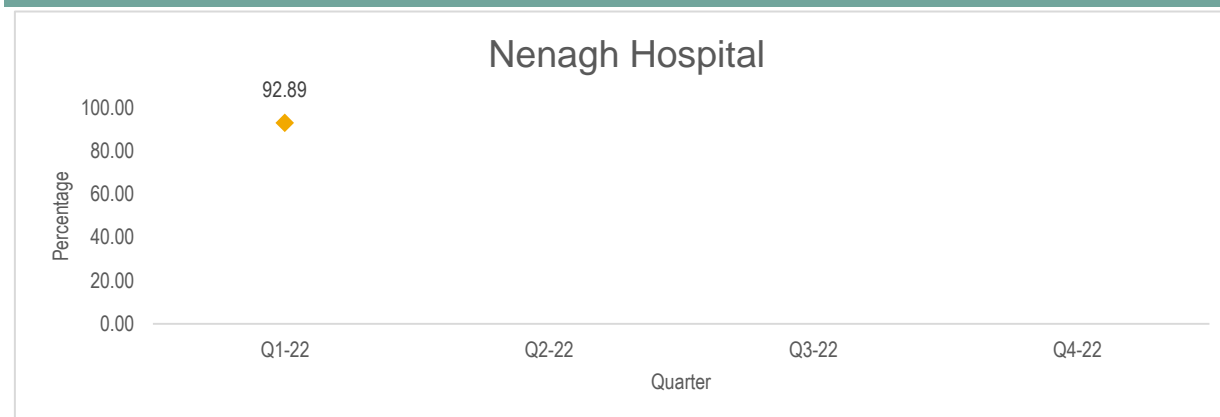 Nenagh Hospital
92.89
100.00
80.00
60.00
40.00
20.00
0.00
Percentage
Q1-22 Q2-22 Q3-22 Q4-22
Quarter